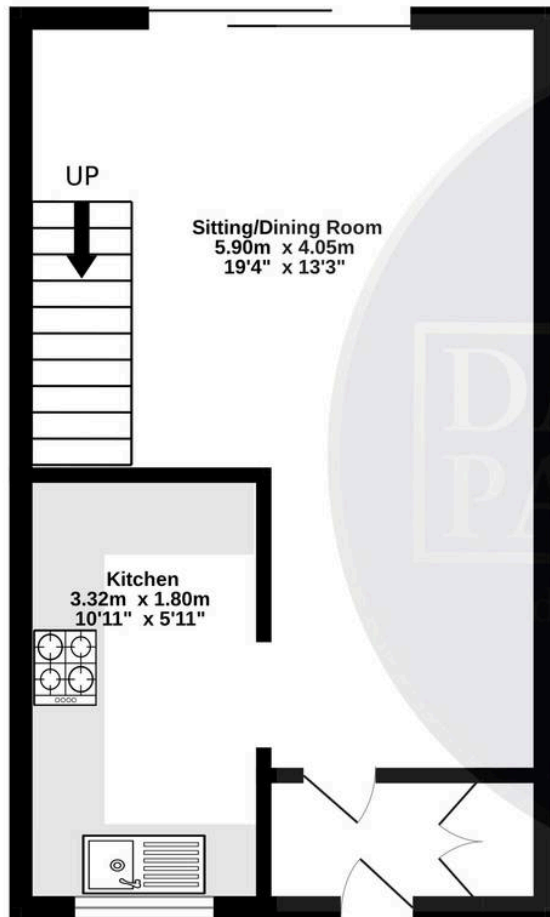 UP
Sitting/Dining Room
5.90m x 4.05m
19'4" x 13'3"
Kitchen
3.32m x 1.80m
10'11" x 5'11"